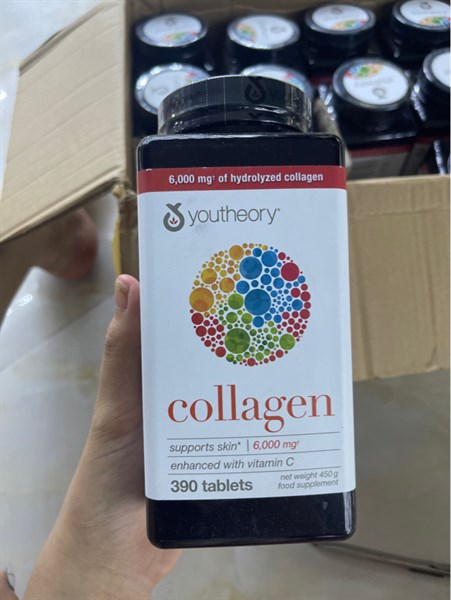 6,000 mg‡ of hydrolyzed collagen
youtheory®
collagen
supports skin* | 6,000 mg‡
enhanced with vitamin C
390 tablets
net weight 450 g
food supplement